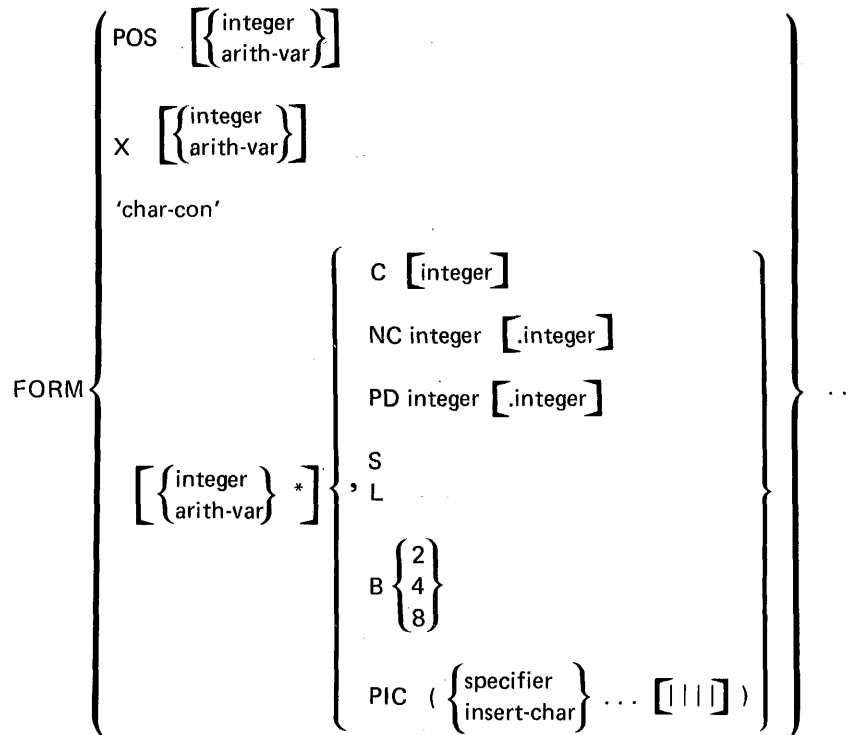 POS [{integer
arith-var}]
X [{integer
arith-var}]
‘char-con’
C [integer]
NC integer [.integer]
PD integer [.integer]
FORM . .
[{integer
arith-var} *]
,
S
L
B {2
4
8}
PIC ( {specifier
insert-char} . . . [| | | |] )